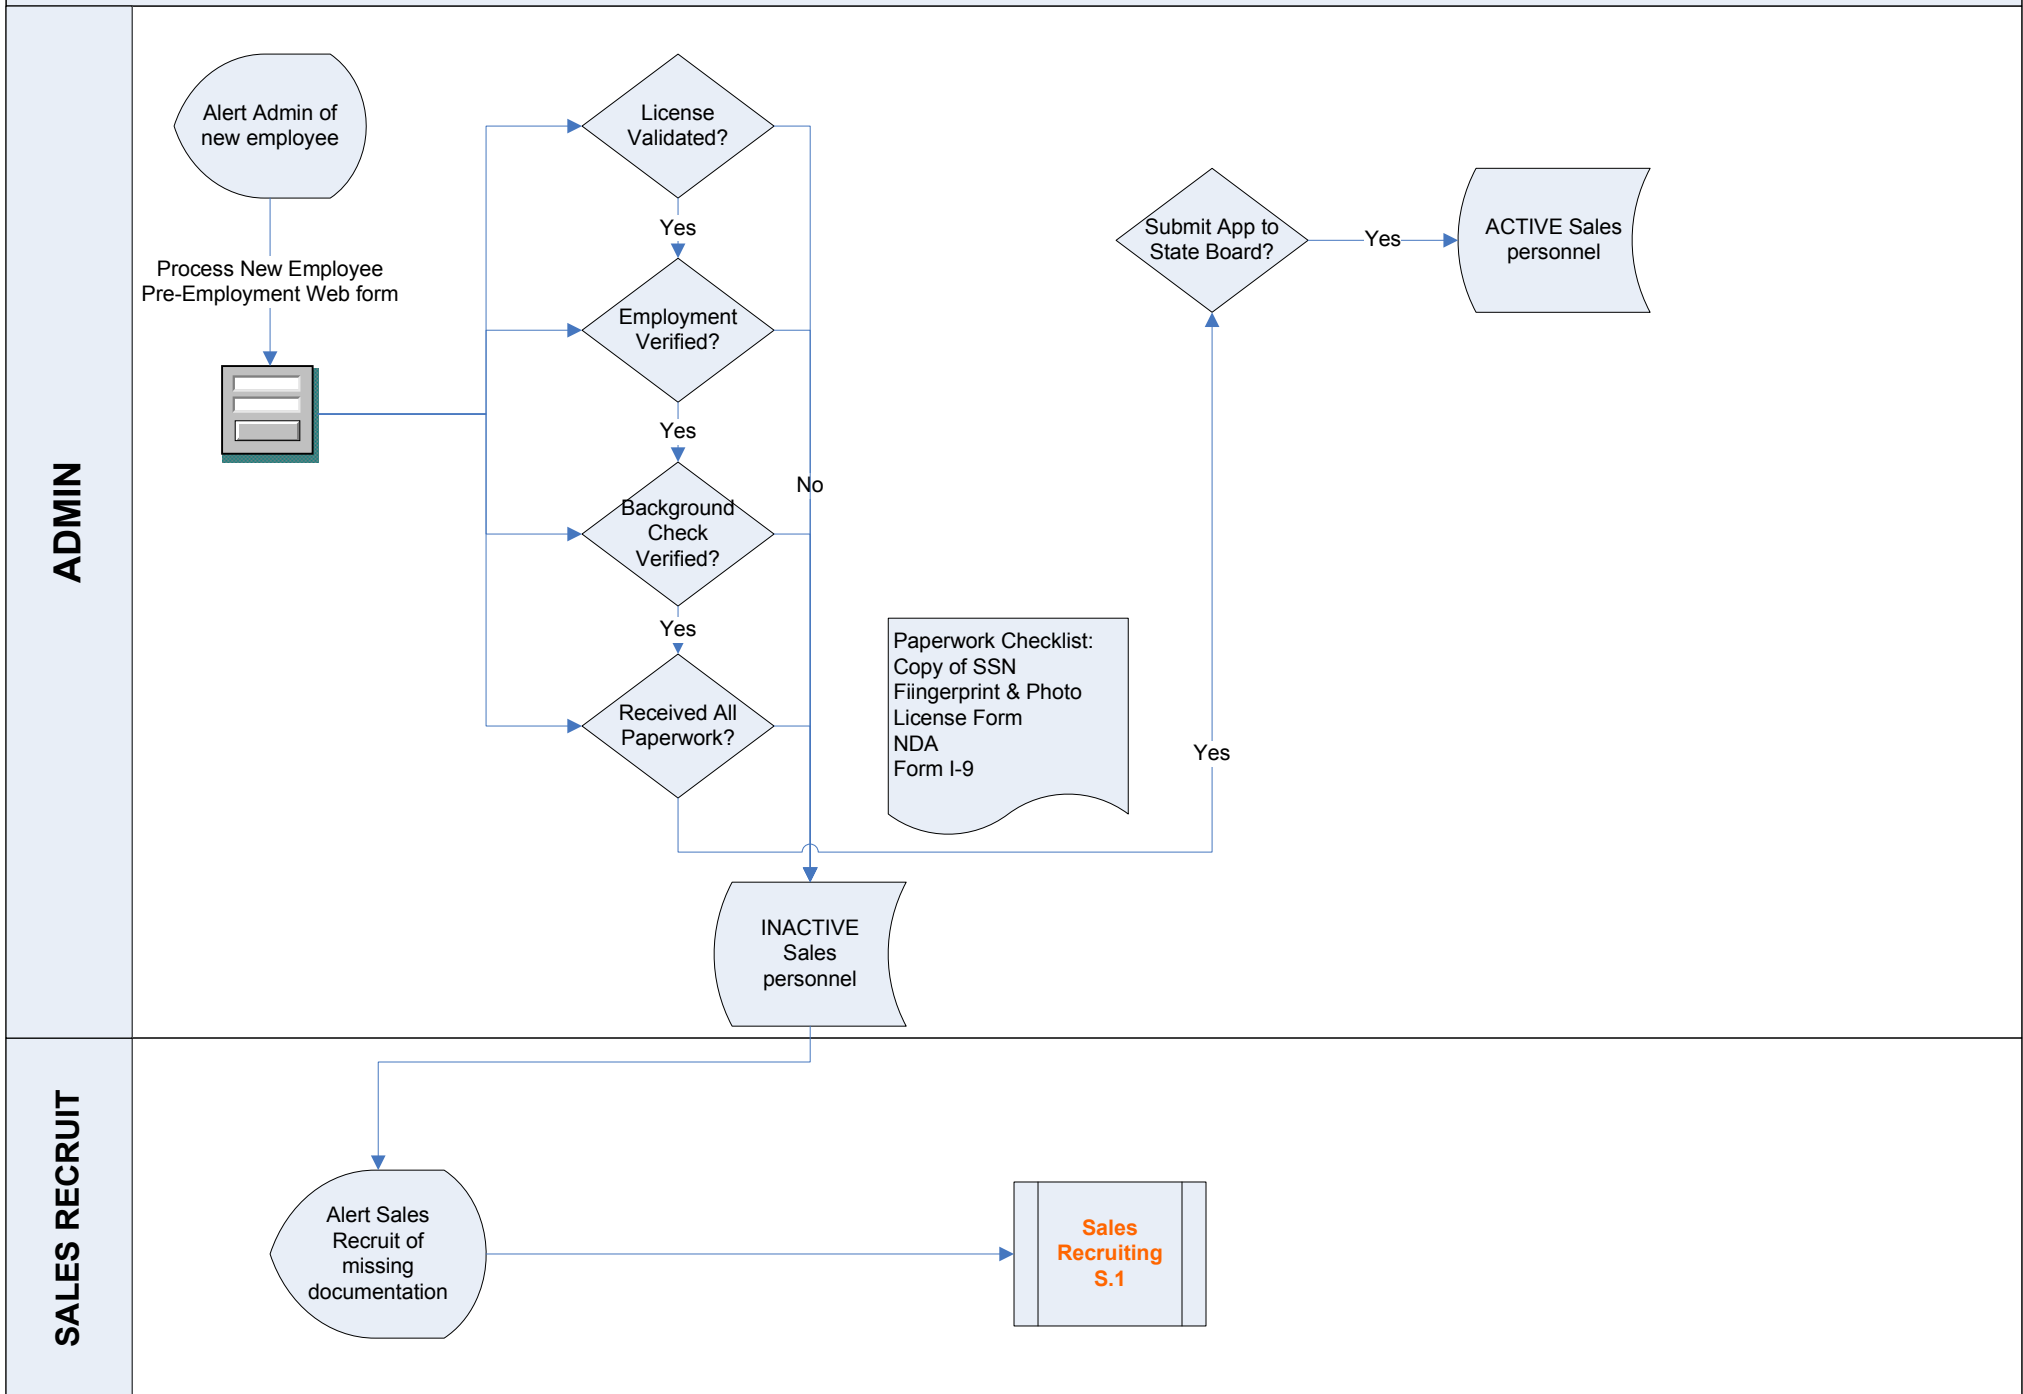 ADMIN
Alert Admin of
new employee
Process New Employee
Pre-Employment Web form
License
Validated?
Yes
Employment
Verified?
Yes
Background
Check
Verified?
Yes
Received All
Paperwork?
No
Paperwork Checklist:
Copy of SSN
Fiingerprint & Photo
License Form
NDA
Form I-9
Yes
Submit App to
State Board?
Yes
ACTIVE Sales
personnel
INACTIVE
Sales
personnel
SALES RECRUIT
Alert Sales
Recruit of
missing
documentation
Sales
Recruiting
S.1